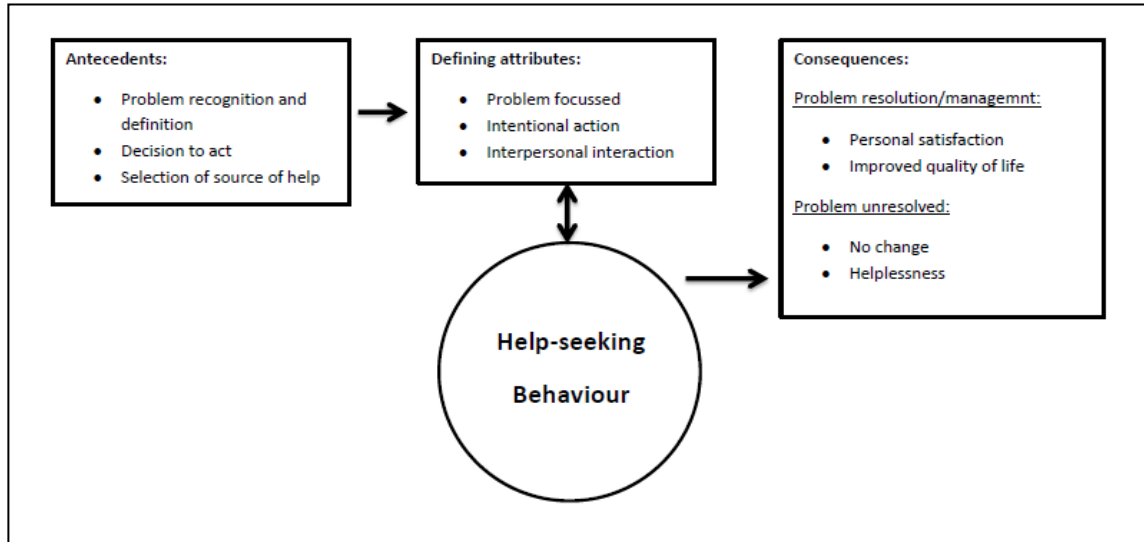 Antecedents:
• Problem recognition and
definition
• Decision to act
• Selection of source of help
Defining attributes:
• Problem focussed
• Intentional action
• Interpersonal interaction
Consequences:
Problem resolution/managemnt:
• Personal satisfaction
• Improved quality of life
Problem unresolved:
• No change
• Helplessness
Help-seeking
Behaviour